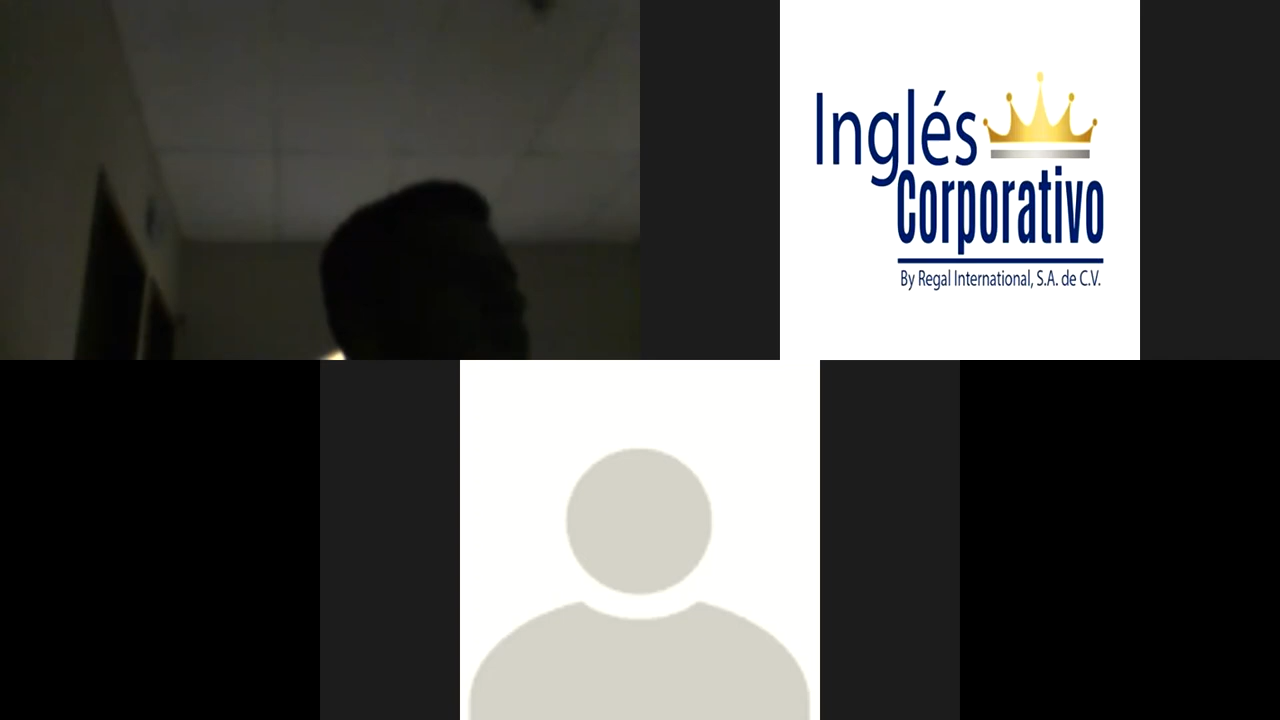 Inglés
Corporativo
By Regal International, S.A. de C.V.